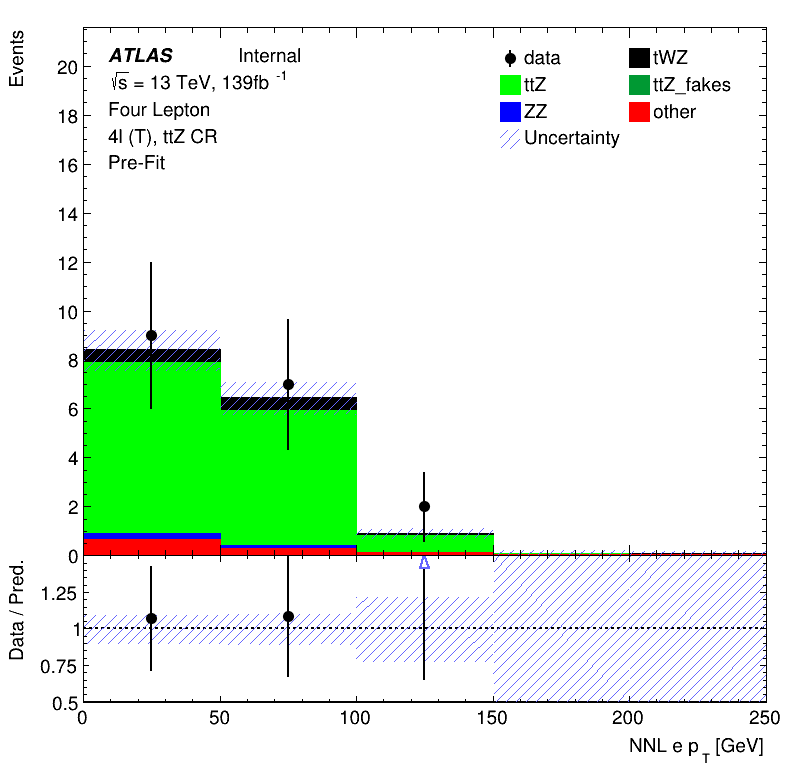 Events
20
18
16
14
12
10
8
6
4
2
0
ATLAS Internal
√s = 13 TeV, 139fb -1
Four Lepton
4l (T), ttZ CR
Pre-Fit
data
tWZ
ttZ
ttZ_fakes
ZZ
other
Uncertainty
Data / Pred.
1.25
1
0.75
0.5
0 50 100 150 200 250
NNL e pT [GeV]